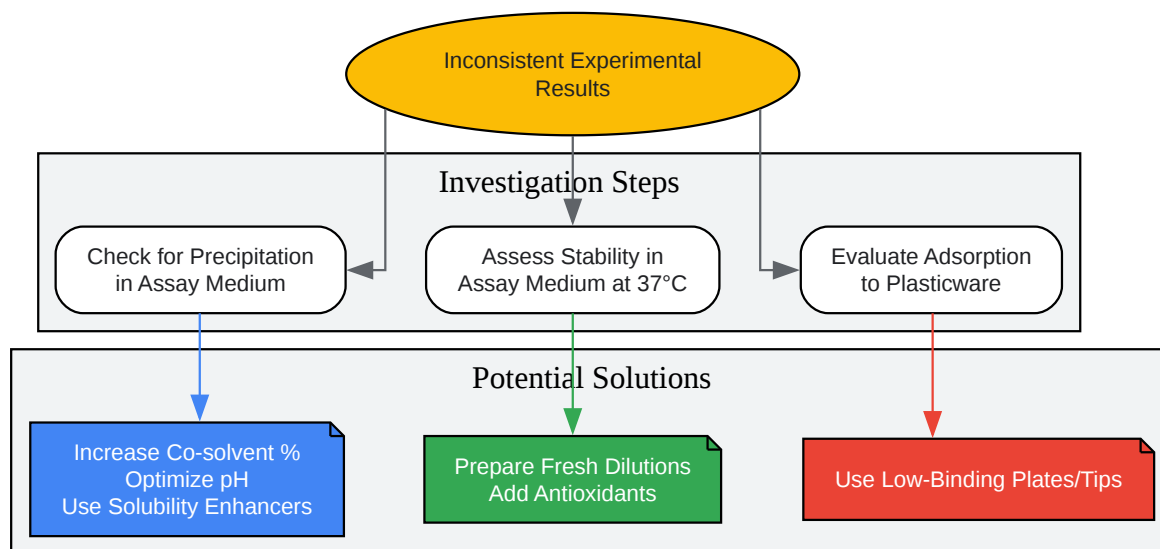 Inconsistent Experimental
Results
Investigation Steps
Check for Precipitation
in Assay Medium
Assess Stability in
Assay Medium at 37°C
Evaluate Adsorption
to Plasticware
Potential Solutions
Increase Co-solvent %
Optimize pH
Use Solubility Enhancers
Prepare Fresh Dilutions
Add Antioxidants
Use Low-Binding Plates/Tips